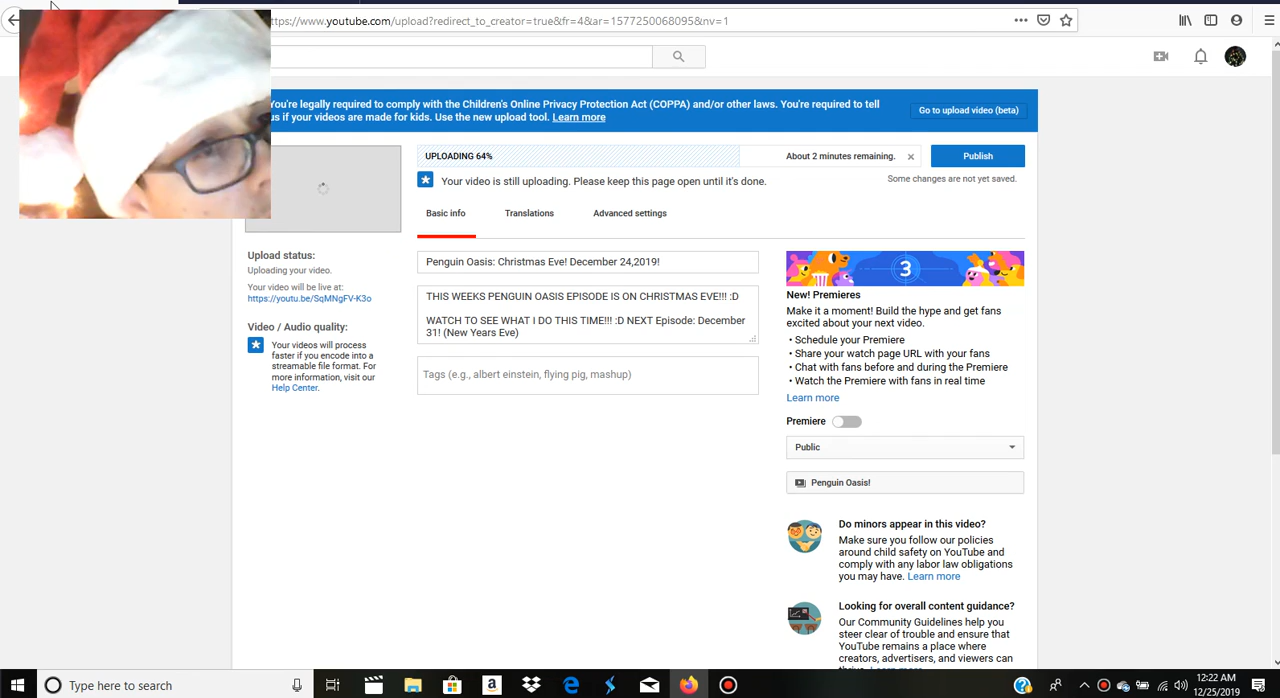 ttps://www.youtube.com/upload?redirect_to_creator=true&fr=4&ar=1577250068095&nv=1
You're legally required to comply with the Children's Online Privacy Protection Act (COPPA) and/or other laws. You're required to tell
us if your videos are made for kids. Use the new upload tool. Learn more
Go to upload video (beta)
UPLOADING 64%
About 2 minutes remaining.
Publish
Your video is still uploading. Please keep this page open until it's done.
Some changes are not yet saved.
Basic info
Translations
Advanced settings
Upload status:
Uploading your video.
Your video will be live at:
https://youtu.be/SqMNgFV-K3o
Video / Audio quality:
Your videos will process
faster if you encode into a
streamable file format. For
more information, visit our
Help Center.
Penguin Oasis: Christmas Eve! December 24,2019!
THIS WEEKS PENGUIN OASIS EPISODE IS ON CHRISTMAS EVE!!! :D
WATCH TO SEE WHAT I DO THIS TIME!!! :D NEXT Episode: December
31! (New Years Eve)
Tags (e.g., albert einstein, flying pig, mashup)
3
New! Premieres
Make it a moment! Build the hype and get fans
excited about your next video.
• Schedule your Premiere
• Share your watch page URL with your fans
• Chat with fans before and during the Premiere
• Watch the Premiere with fans in real time
Learn more
Premiere
Public
Penguin Oasis!
Do minors appear in this video?
Make sure you follow our policies
around child safety on YouTube and
comply with any labor law obligations
you may have. Learn more
Looking for overall content guidance?
Our Community Guidelines help you
steer clear of trouble and ensure that
YouTube remains a place where
creators, advertisers, and viewers can
Type here to search
12:22 AM
12/25/2019